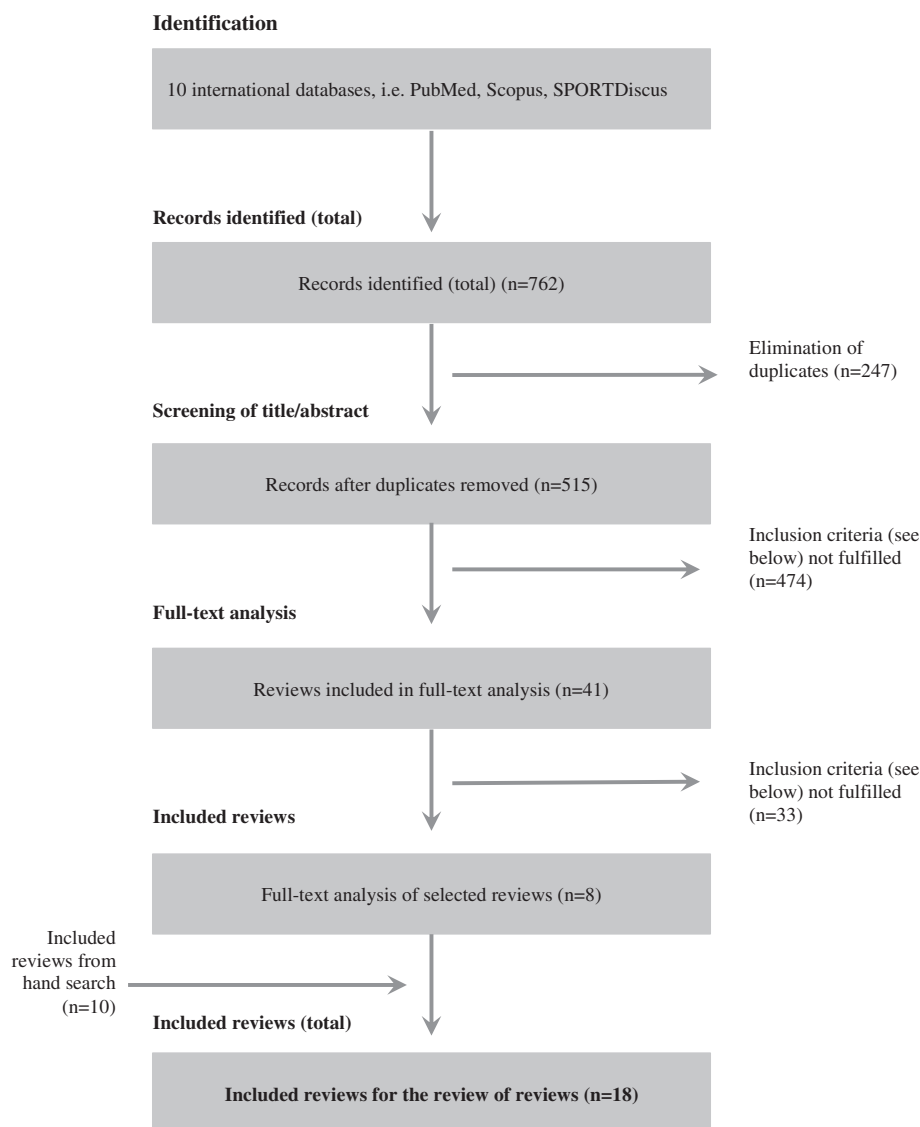 Identification
10 international databases, i.e. PubMed, Scopus, SPORTDiscus
Records identified (total)
Records identified (total) (n=762)
Elimination of
duplicates (n=247)
Screening of title/abstract
Records after duplicates removed (n=515)
Inclusion criteria (see
below) not fulfilled
(n=474)
Full-text analysis
Reviews included in full-text analysis (n=41)
Inclusion criteria (see
below) not fulfilled
(n=33)
Included reviews
Full-text analysis of selected reviews (n=8)
Included
reviews from
hand search
(n=10)
Included reviews (total)
Included reviews for the review of reviews (n=18)